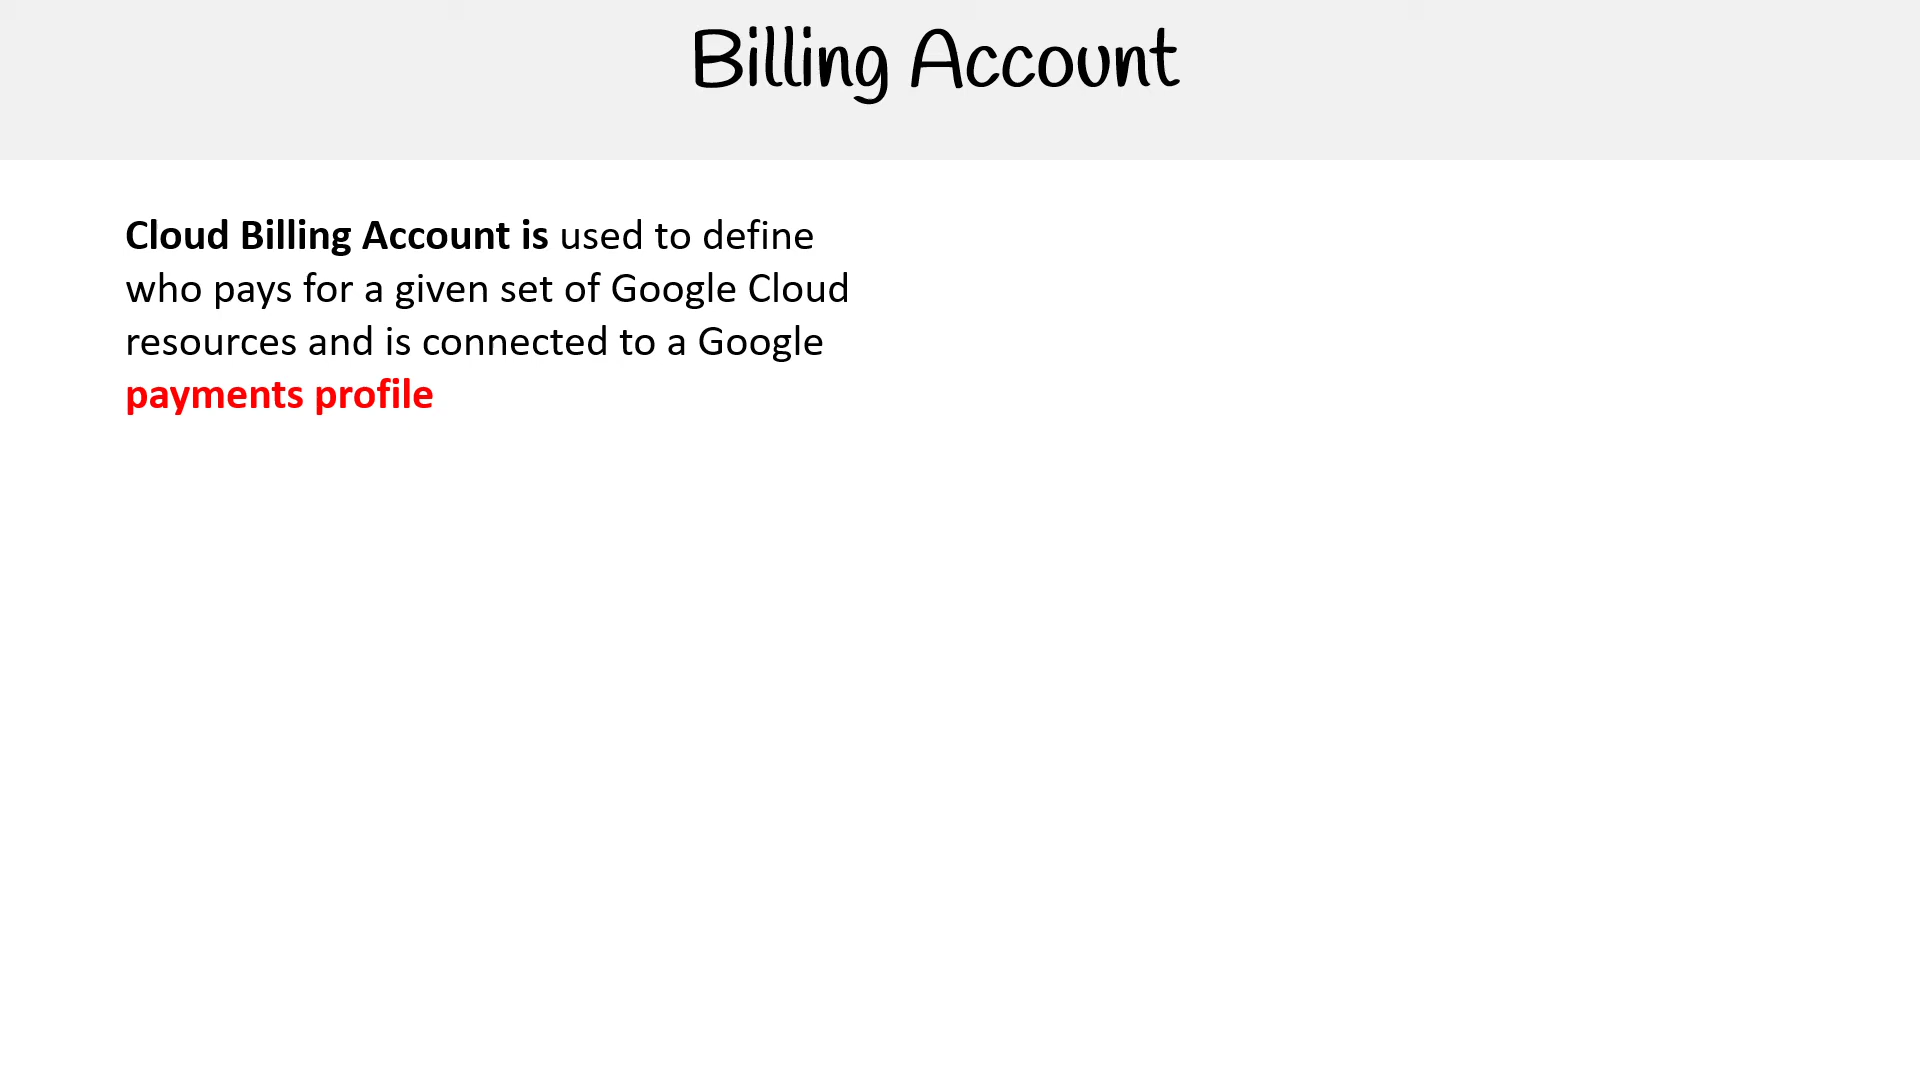 Billing Account
Cloud Billing Account is used to define
who pays for a given set of Google Cloud
resources and is connected to a Google
payments profile